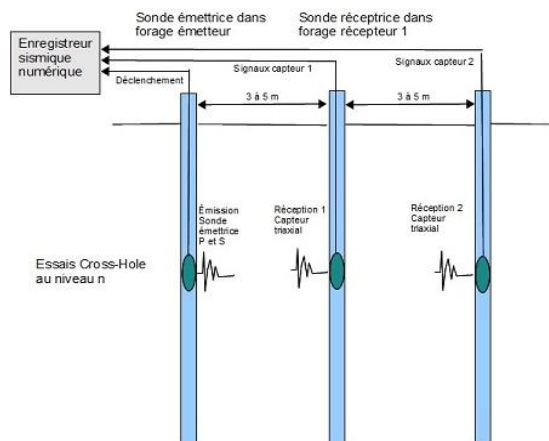 Sonde émettrice dans
forage émetteur
Sonde réceptrice dans
forage récepteur 1
Enregistreur
sismique
numérique
Déclenchement
Signaux capteur 1
Signaux capteur 2
3 à 5 m
3 à 5 m
Émission
Sonde
émettrice
P et S
Réception 1
Capteur
triaxial
Réception 2
Capteur
triaxial
Essais Cross-Hole
au niveau n